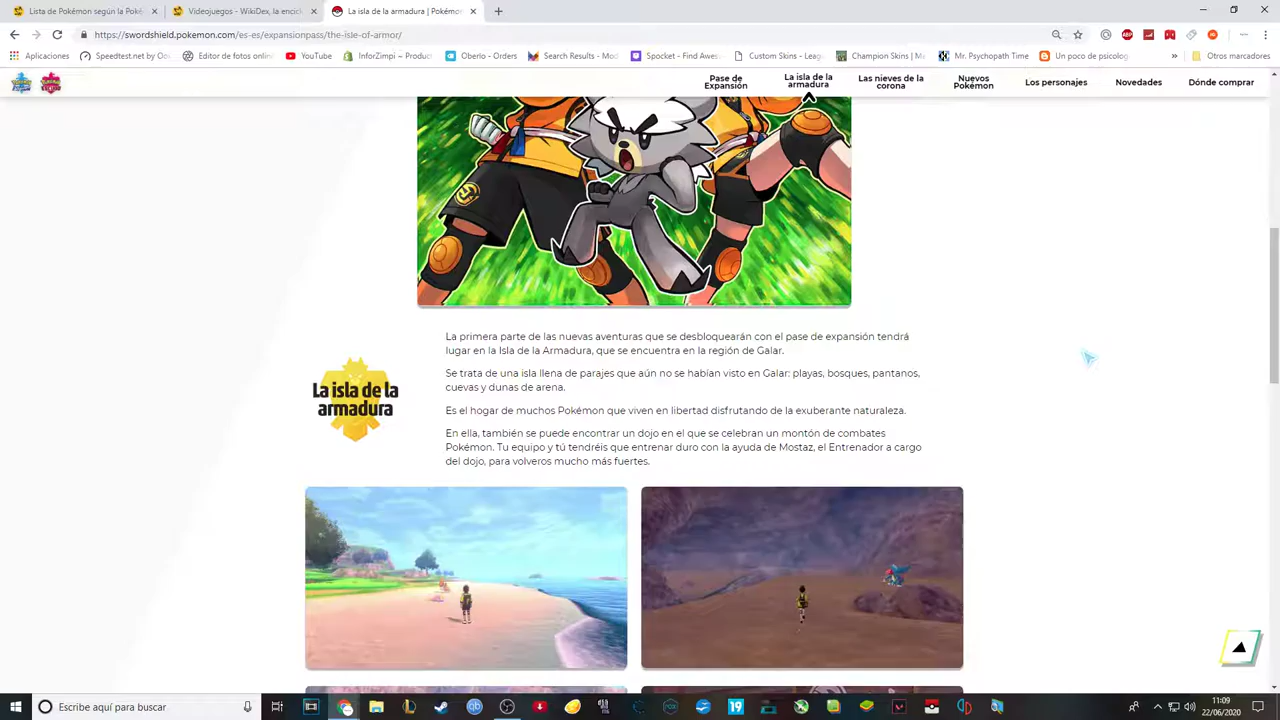 Lista de Pokémon según la Poké
Videojuegos - WikiDex, la encicl
La isla de la armadura | Pokémon
https://swordshield.pokemon.com/es-es/expansionpass/the-isle-of-armor/
Aplicaciones
Speedtest.net by Oo
Editor de fotos onlin
YouTube
InforZimpi – Produc
Oberlo - Orders
Search Results - Mod
Spocket - Find Awes
Custom Skins - Leag
Champion Skins | M
Mr. Psychopath Time
Un poco de psicolog
»
Otros marcadores
Pase de Expansión
La isla de la armadura
Las nieves de la corona
Nuevos Pokémon
Los personajes
Novedades
Dónde comprar
La primera parte de las nuevas aventuras que se desbloquearán con el pase de expansión tendrá
lugar en la Isla de la Armadura, que se encuentra en la región de Galar.
Se trata de una isla llena de parajes que aún no se habían visto en Galar: playas, bosques, pantanos,
cuevas y dunas de arena.
La isla de la
armadura
Es el hogar de muchos Pokémon que viven en libertad disfrutando de la exuberante naturaleza.
En ella, también se puede encontrar un dojo en el que se celebran un montón de combates
Pokémon. Tu equipo y tú tendréis que entrenar duro con la ayuda de Mostaz, el Entrenador a cargo
del dojo, para volveros mucho más fuertes.
Escribe aquí para buscar
11:09
22/06/2020